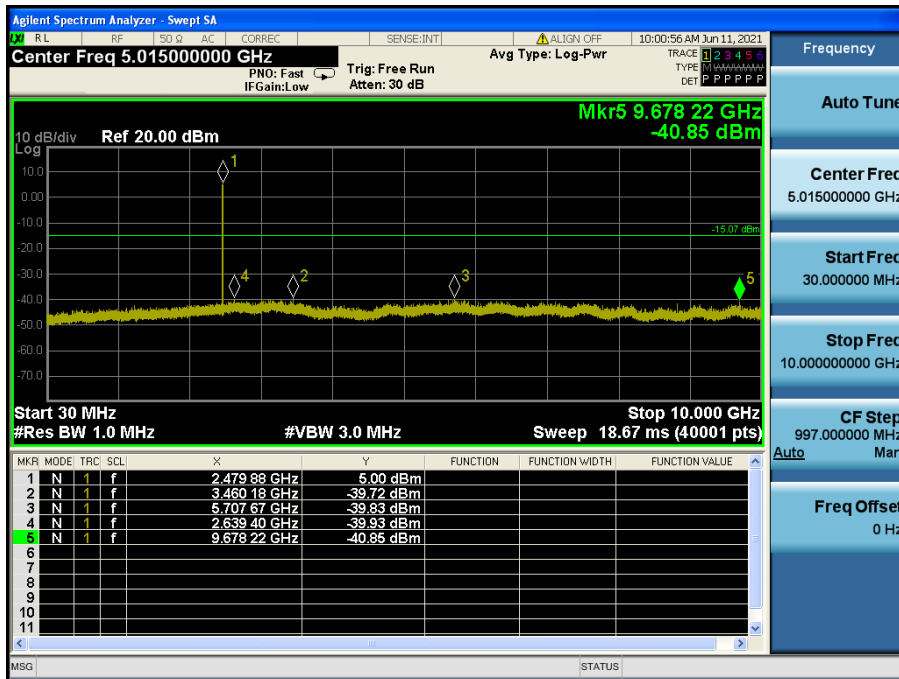 Agilent Spectrum Analyzer - Swept SA
LXI RL RF 50 Ω AC CORREC SENSE:INT ALIGN OFF 10:00:56 AM Jun 11, 2021
Center Freq 5.015000000 GHz
PNO: Fast
IFGain:Low
Trig: Free Run
Atten: 30 dB
Avg Type: Log-Pwr
TRACE 1 2 3 4 5 6
TYPE M
DET P P P P P P
Mkr5 9.678 22 GHz
-40.85 dBm
10 dB/div Ref 20.00 dBm
Log
10.0
0.00
-10.0
-20.0
-30.0
-40.0
-50.0
-60.0
-70.0
1
4
2
3
5
-15.07 dBm
Start 30 MHz Stop 10.000 GHz
#Res BW 1.0 MHz #VBW 3.0 MHz Sweep 18.67 ms (40001 pts)
MKR MODE TRC SCL X Y FUNCTION FUNCTION WIDTH FUNCTION VALUE
1 N 1 f 2.479 88 GHz 5.00 dBm
2 N 1 f 3.460 18 GHz -39.72 dBm
3 N 1 f 5.707 67 GHz -39.83 dBm
4 N 1 f 2.639 40 GHz -39.93 dBm
5 N 1 f 9.678 22 GHz -40.85 dBm
6
7
8
9
10
11
MSG STATUS
Frequency
Auto Tune
Center Freq
5.015000000 GHz
Start Freq
30.000000 MHz
Stop Freq
10.000000000 GHz
CF Step
997.000000 MHz
Auto Man
Freq Offset
0 Hz